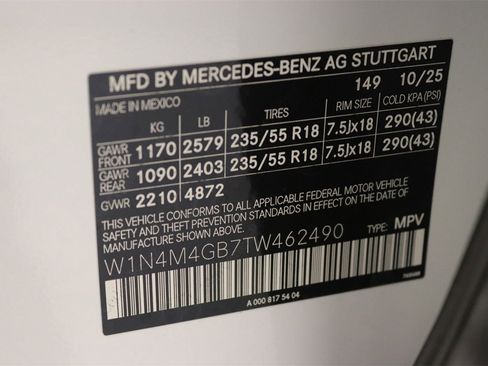 MFD BY MERCEDES-BENZ AG STUTTGART
149 10/25
MADE IN MEXICO
KG LB TIRES RIM SIZE COLD KPA(PSI)
GAWR FRONT 1170 2579 235/55 R18 7.5Jx18 290(43)
GAWR REAR 1090 2403 235/55 R18 7.5Jx18 290(43)
GWR 2210 4872
THIS VEHICLE CONFORMS TO ALL APPLICABLE FEDERAL MOTOR VEHICLE
SAFETY AND THEFT PREVENTION STANDARDS IN EFFECT ON THE DATE OF
MANUFACTURE SHOWN ABOVE.
W1N4M4GB7TW462490 TYPE: MPV
A 000 817 54 04